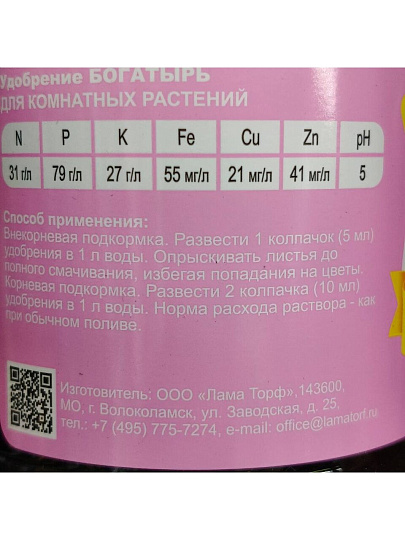 Удобрение БОГАТЫРЬ
ДЛЯ КОМНАТНЫХ РАСТЕНИЙ
N P K Fe Cu Zn pH
31 г/л 79 г/л 27 г/л 55 мг/л 21 мг/л 41 мг/л 5
Способ применения:
Внекорневая подкормка. Развести 1 колпачок (5 мл)
удобрения в 1 л воды. Опрыскивать листья до
полного смачивания, избегая попадания на цветы.
Корневая подкормка. Развести 2 колпачка (10 мл)
удобрения в 1 л воды. Норма расхода раствора - как
при обычном поливе.
Изготовитель: ООО «Лама Торф»,143600,
МО, г. Волоколамск, ул. Заводская, д. 25.
тел.: +7 (495) 775-7274, e-mail: office@lamatorf.ru